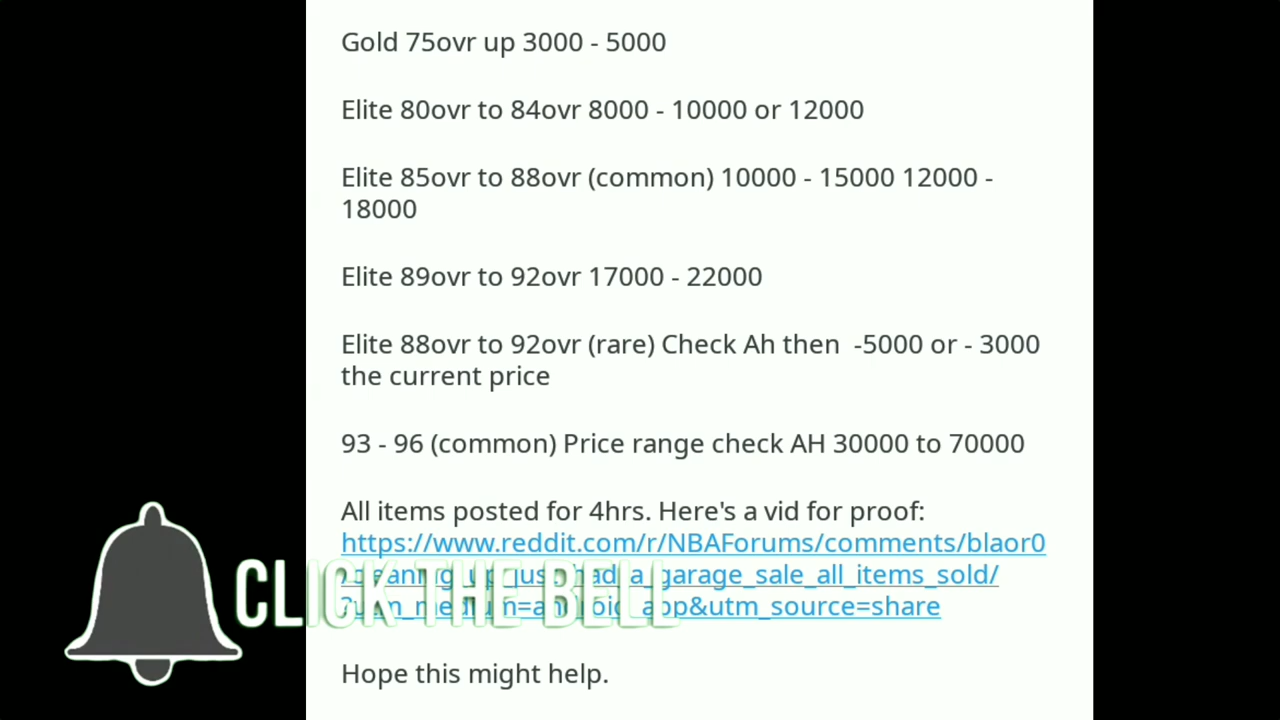 Gold 75ovr up 3000 - 5000
Elite 80ovr to 84ovr 8000 - 10000 or 12000
Elite 85ovr to 88ovr (common) 10000 - 15000 12000 -
18000
Elite 89ovr to 92ovr 17000 - 22000
Elite 88ovr to 92ovr (rare) Check Ah then -5000 or - 3000
the current price
93 - 96 (common) Price range check AH 30000 to 70000
All items posted for 4hrs. Here's a vid for proof:
https://www.reddit.com/r/NBAForums/comments/blaor0
garage_sale_all_items_sold/
app&utm_source=share
CLICK THE BELL
Hope this might help.